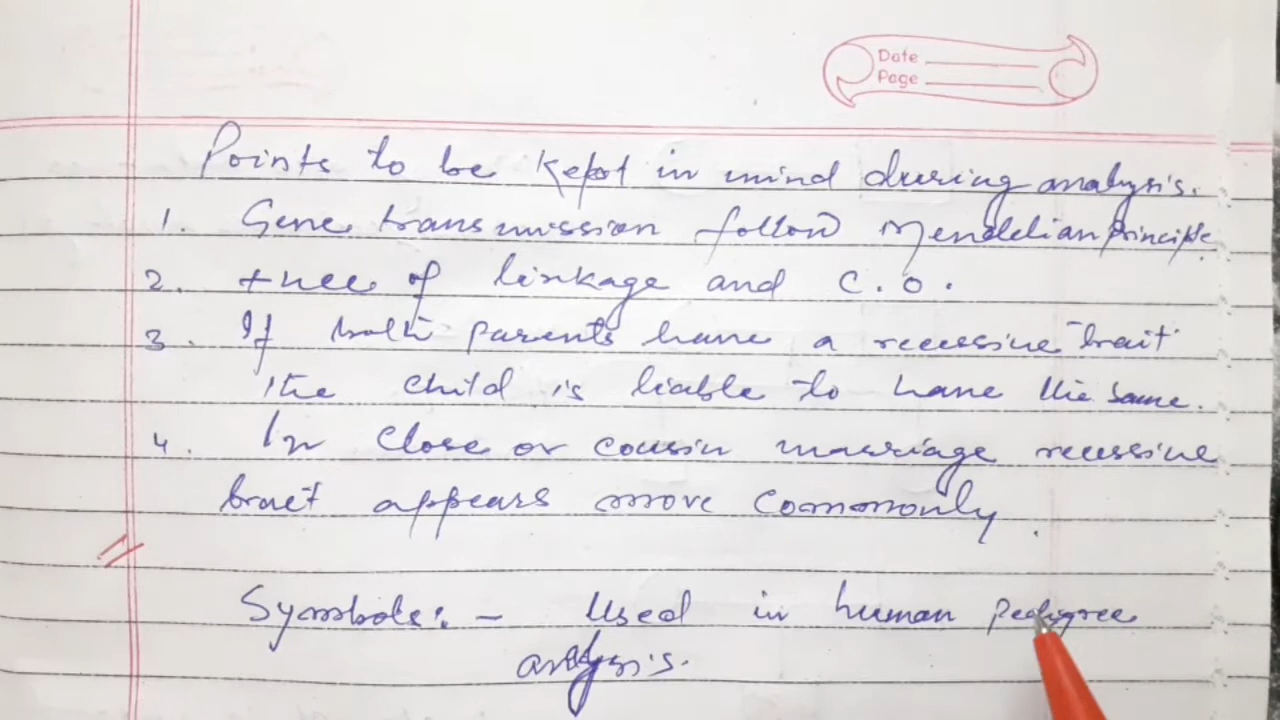 Date
Page
Points to be kept in mind during analysis.
1. Gene transmission follow Mendelian principle.
2. +nce of linkage and C.O.
3. If both parents have a recessive trait
the child is liable to have the same.
4. In close or cousin marriage recessive
trait appears more commonly.
Symbols:- Used in human pedigree
analysis.